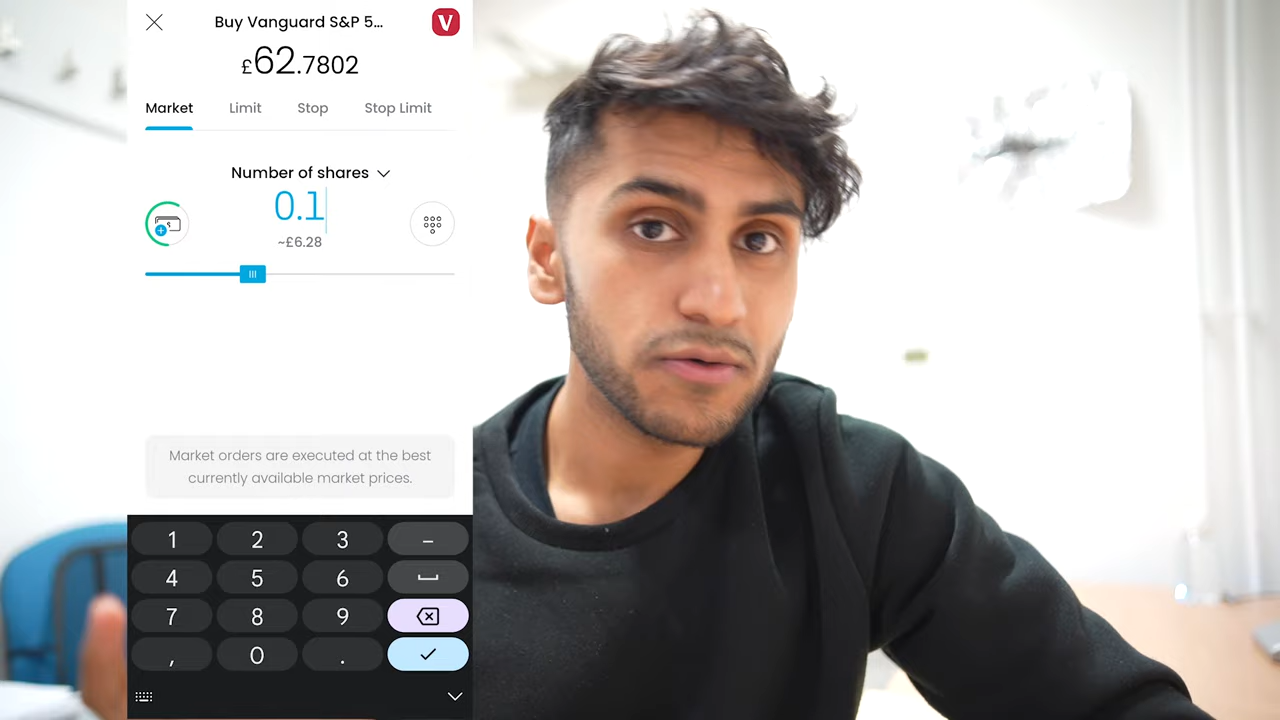 Buy Vanguard S&P 5...
V
£62.7802
Market Limit Stop Stop Limit
Number of shares
0.1
~£6.28
Market orders are executed at the best
currently available market prices.
1 2 3 –
4 5 6
7 8 9
, 0 .